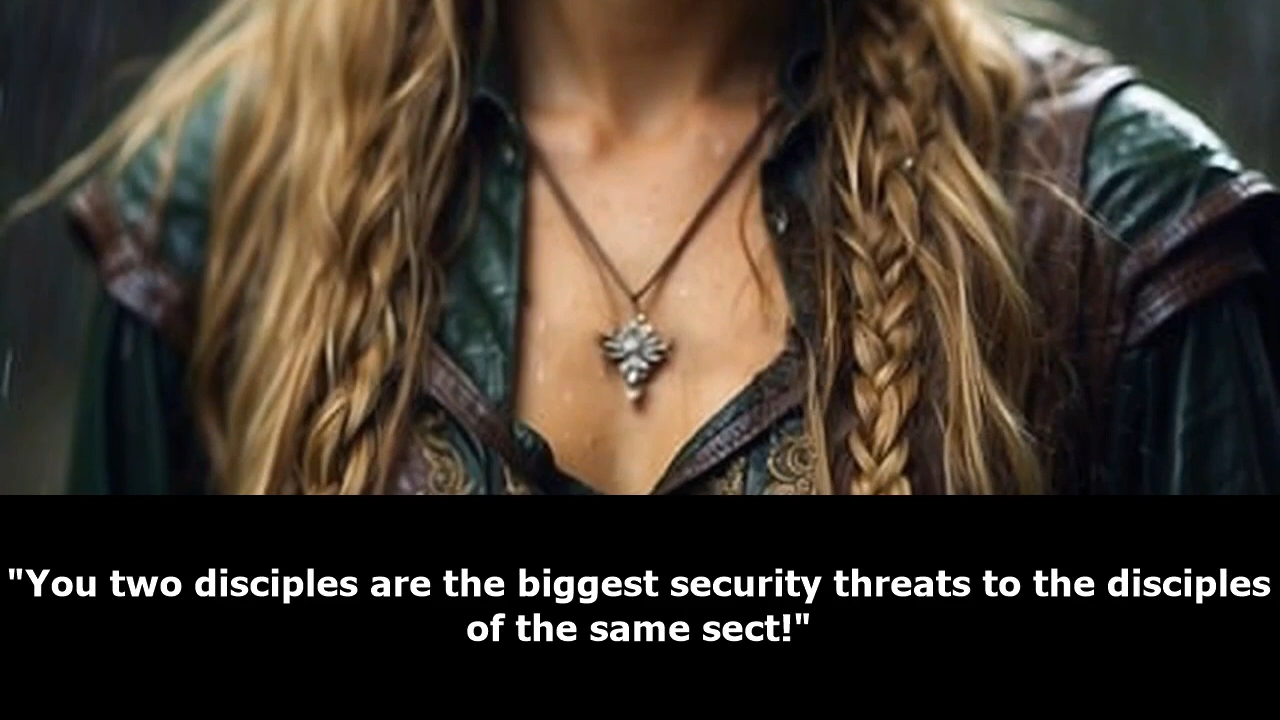 "You two disciples are the biggest security threats to the disciples
of the same sect!"